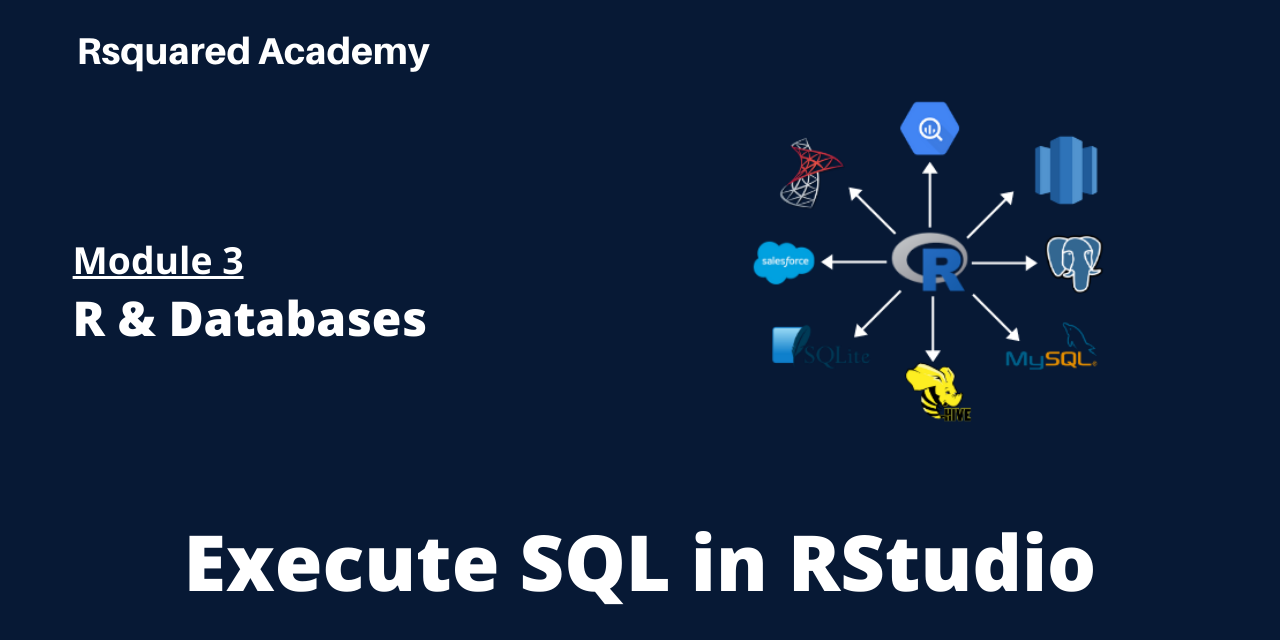 Rsquared Academy
Module 3
R & Databases
salesforce
R
SQLite
MySQL®
HIVE
Execute SQL in RStudio